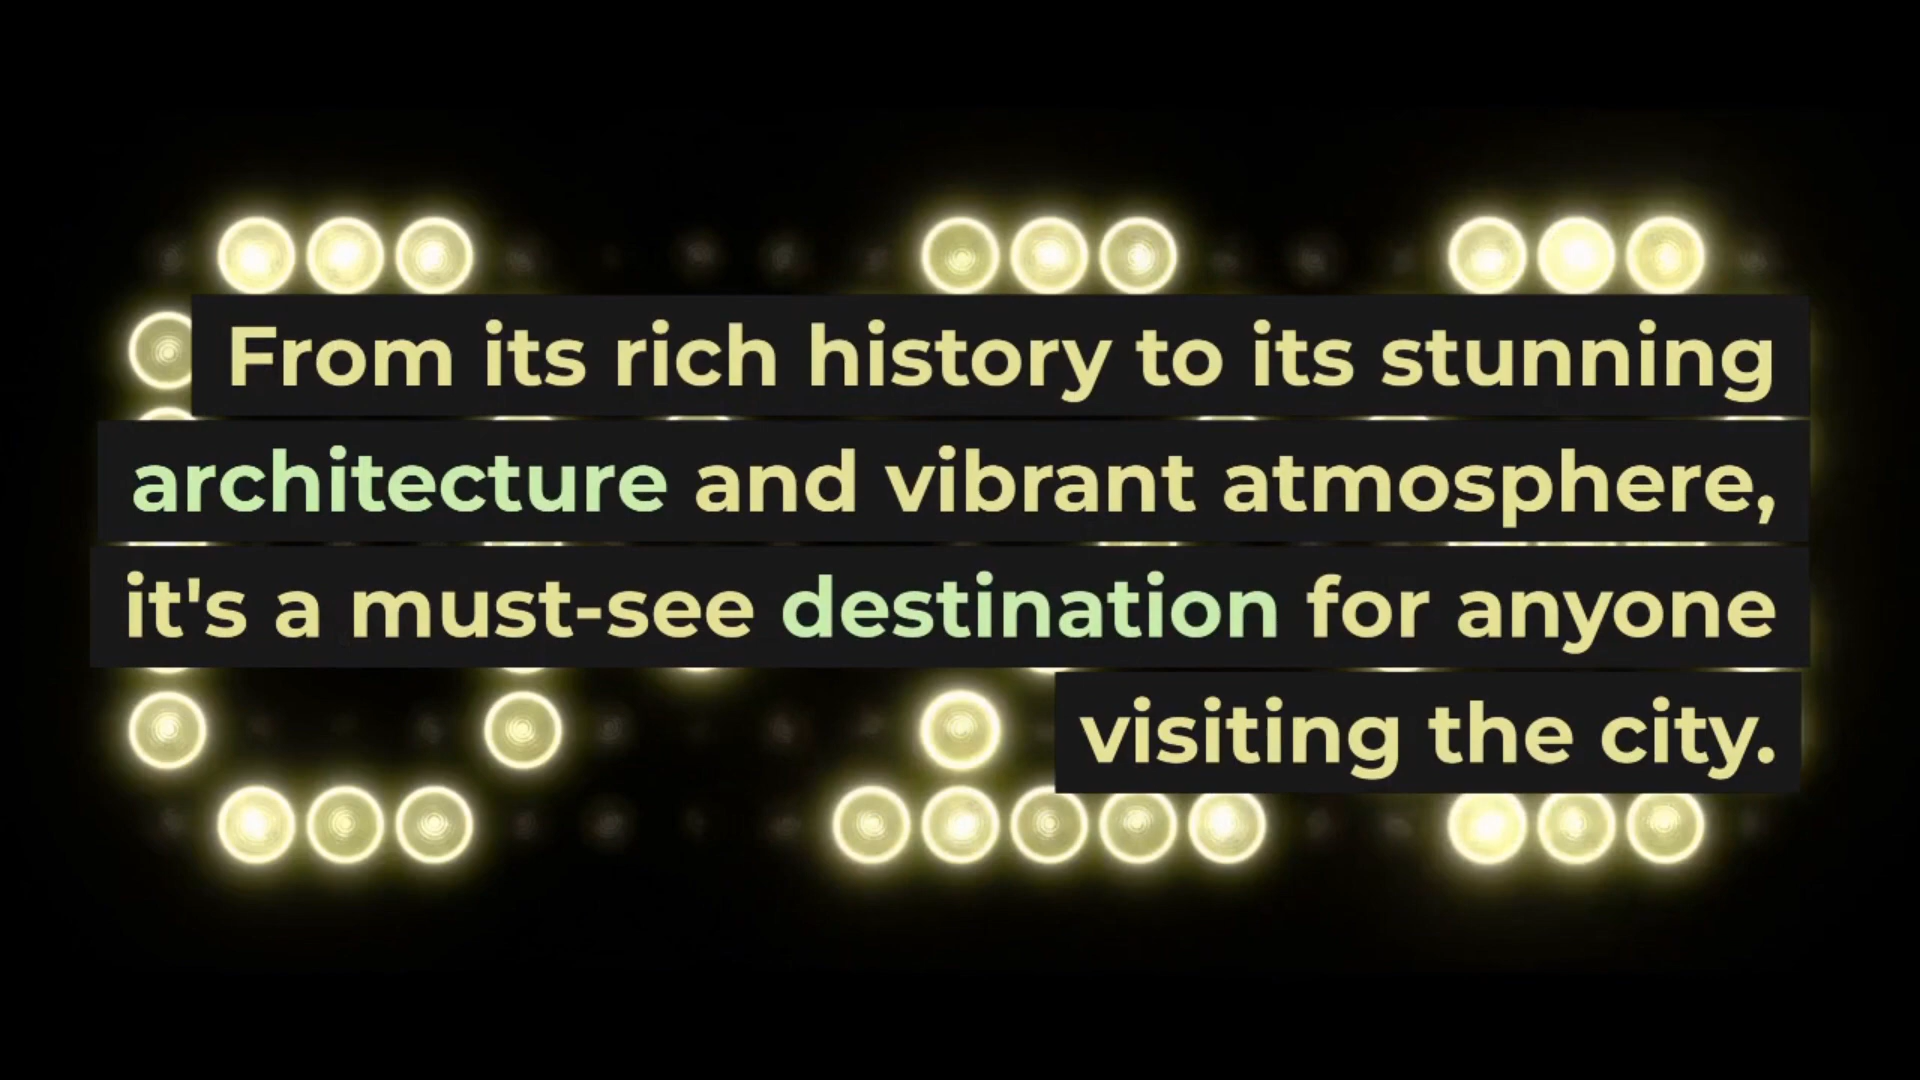 From its rich history to its stunning
architecture and vibrant atmosphere,
it's a must-see destination for anyone
visiting the city.